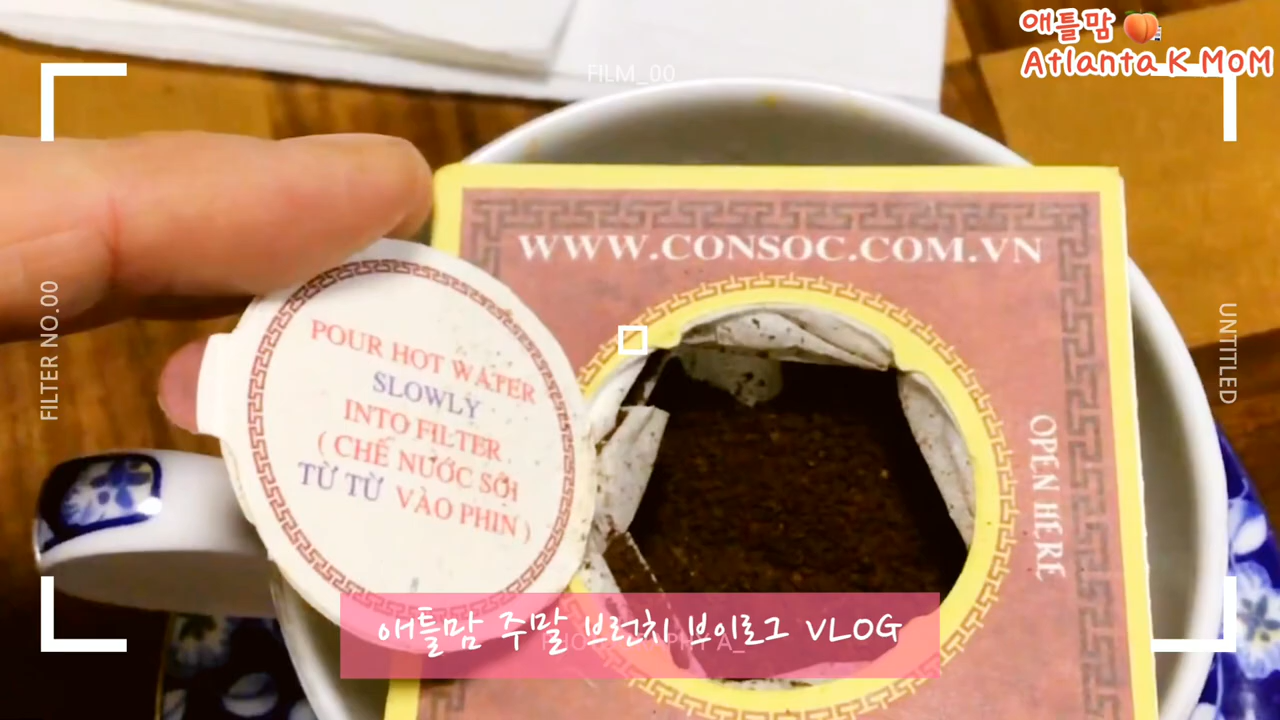 애틀맘
Atlanta K MoM
FILM_00
WWW.CONSOC.COM.VN
POUR HOT WATER
SLOWLY
INTO FILTER
( CHẾ NƯỚC SÔI
TỪ TỪ VÀO PHIN )
OPEN HERE
FILTER NO.00
UNTITLED
애틀맘 주말 브런치 브이로그 VLOG